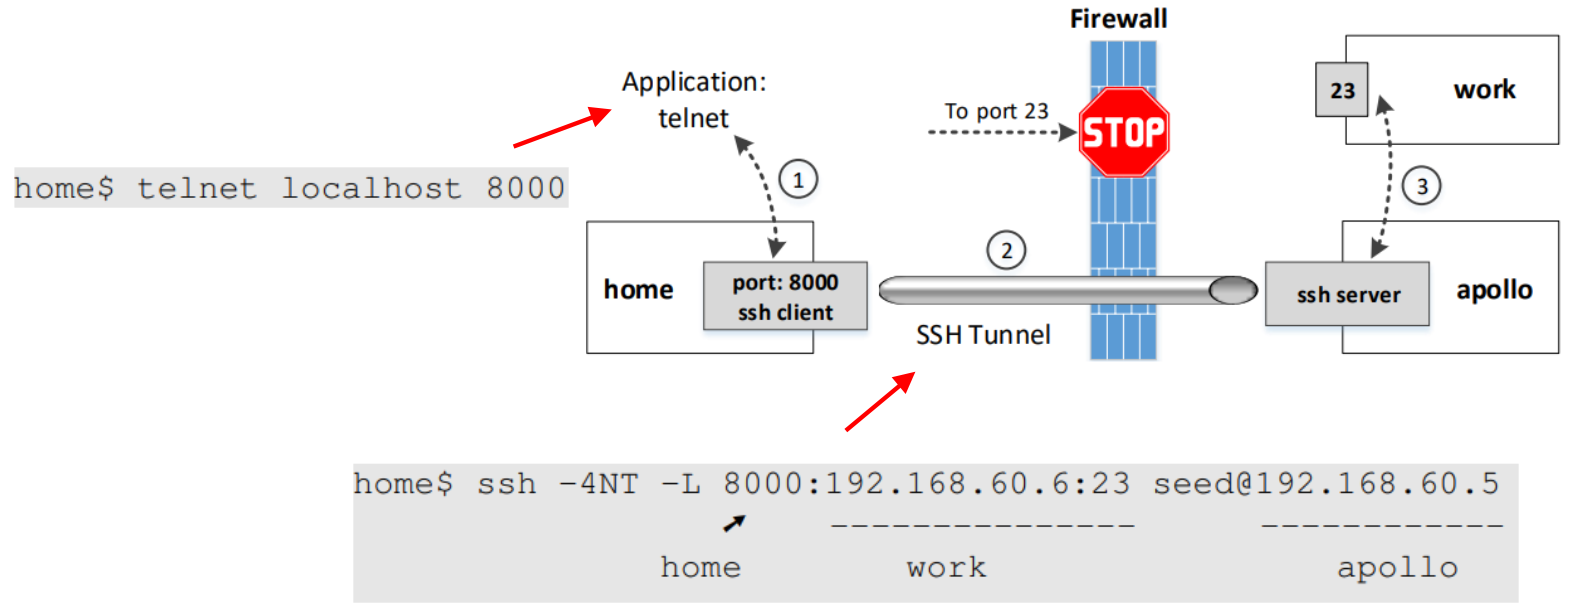 Firewall
Application:
telnet
To port 23
STOP
23
work
home$ telnet localhost 8000
1
3
2
home
port: 8000
ssh client
ssh server
apollo
SSH Tunnel
home$ ssh -4NT -L 8000:192.168.60.6:23 seed@192.168.60.5
--------------- ------------
home work apollo